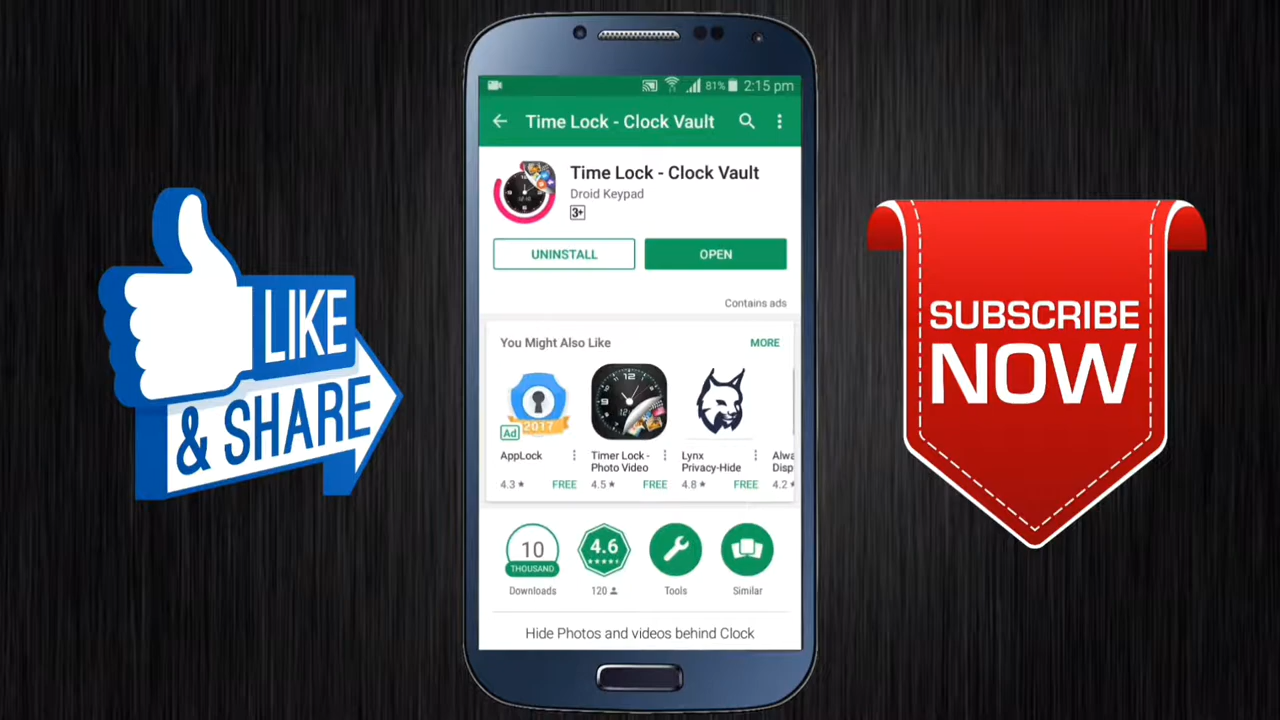 81% 2:15 pm
Time Lock - Clock Vault
Time Lock - Clock Vault
Droid Keypad
3+
UNINSTALL OPEN
Contains ads
You Might Also Like MORE
2017
Ad
AppLock
4.3★ FREE
Timer Lock -
Photo Video
4.5★ FREE
Lynx
Privacy-Hide
4.8★ FREE
Alwa
Disp
4.2★
10
THOUSAND
Downloads
4.6
120
Tools
Similar
Hide Photos and videos behind Clock
LIKE
& SHARE
SUBSCRIBE
NOW